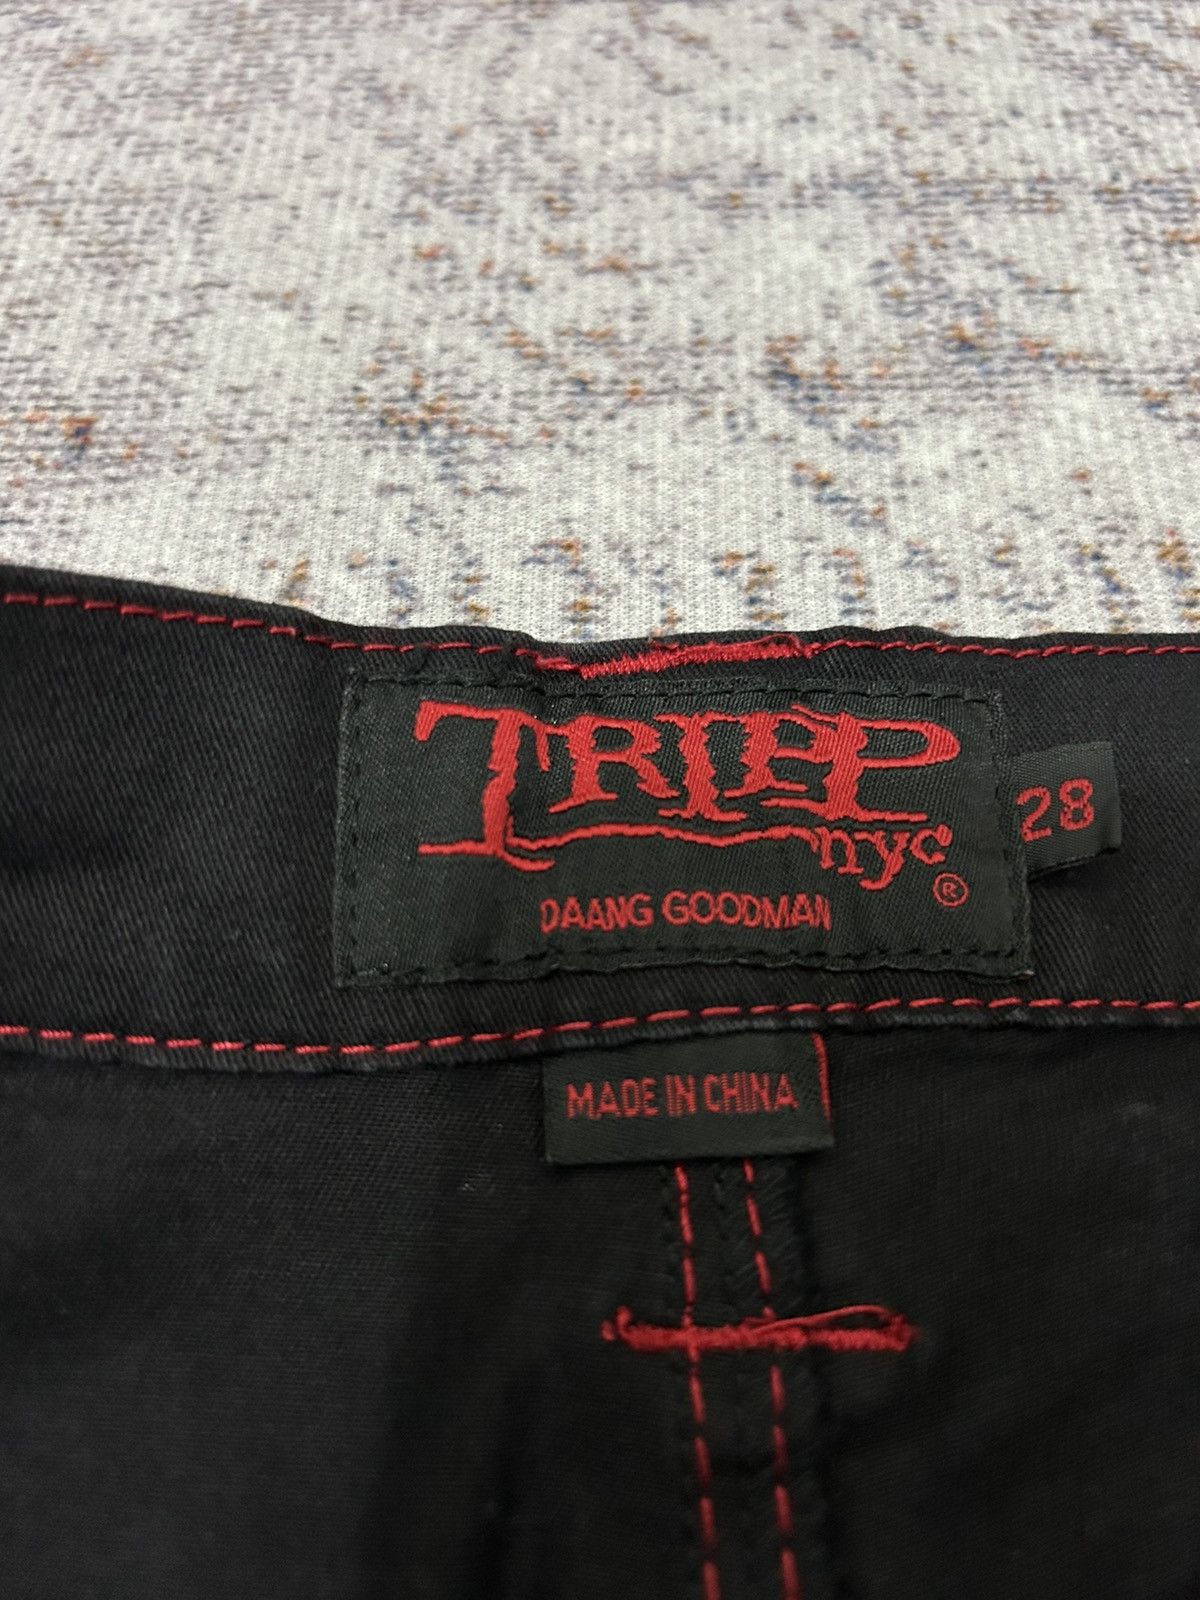 TRIPP
nyc®
28
DAANG GOODMAN
MADE IN CHINA